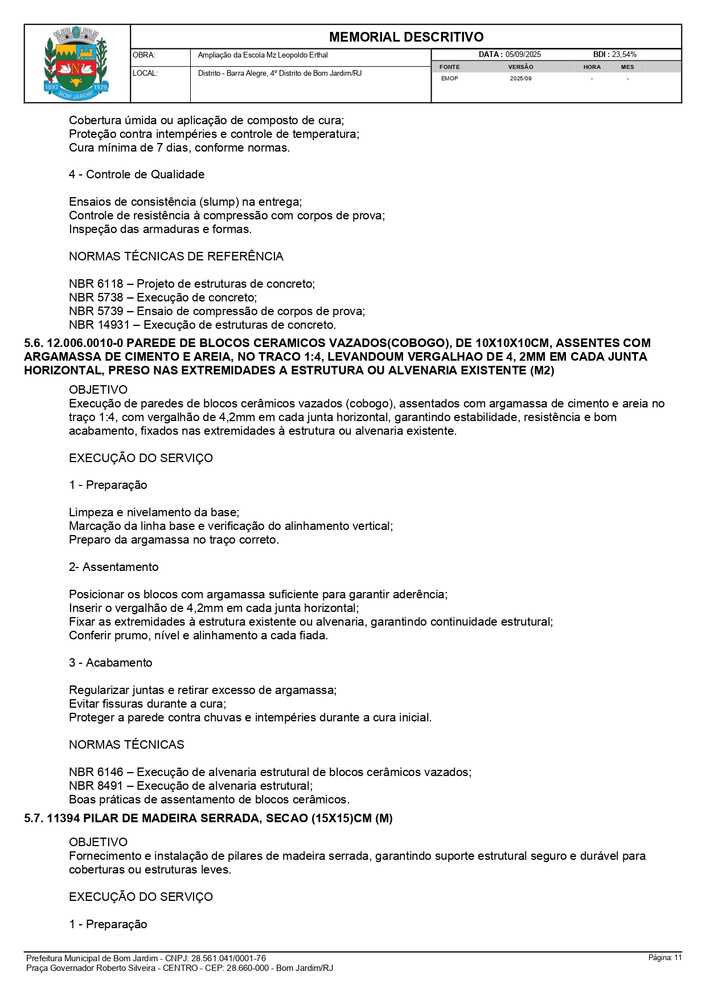 MEMORIAL DESCRITIVO
OBRA: Ampliação da Escola Mz Leopoldo Erthal
DATA : 05/09/2025 BDI : 23,54%
FONTE VERSÃO HORA MES
LOCAL: Distrito - Barra Alegre, 4º Distrito de Bom Jardim/RJ
EMOP 2025/09 - -
N
1893 1929
BOM JARDIM
Cobertura úmida ou aplicação de composto de cura;
Proteção contra intempéries e controle de temperatura;
Cura mínima de 7 dias, conforme normas.
4 - Controle de Qualidade
Ensaios de consistência (slump) na entrega;
Controle de resistência à compressão com corpos de prova;
Inspeção das armaduras e formas.
NORMAS TÉCNICAS DE REFERÊNCIA
NBR 6118 – Projeto de estruturas de concreto;
NBR 5738 – Execução de concreto;
NBR 5739 – Ensaio de compressão de corpos de prova;
NBR 14931 – Execução de estruturas de concreto.
5.6. 12.006.0010-0 PAREDE DE BLOCOS CERAMICOS VAZADOS(COBOGO), DE 10X10X10CM, ASSENTES COM
ARGAMASSA DE CIMENTO E AREIA, NO TRACO 1:4, LEVANDOUM VERGALHAO DE 4, 2MM EM CADA JUNTA
HORIZONTAL, PRESO NAS EXTREMIDADES A ESTRUTURA OU ALVENARIA EXISTENTE (M2)
OBJETIVO
Execução de paredes de blocos cerâmicos vazados (cobogo), assentados com argamassa de cimento e areia no
traço 1:4, com vergalhão de 4,2mm em cada junta horizontal, garantindo estabilidade, resistência e bom
acabamento, fixados nas extremidades à estrutura ou alvenaria existente.
EXECUÇÃO DO SERVIÇO
1 - Preparação
Limpeza e nivelamento da base;
Marcação da linha base e verificação do alinhamento vertical;
Preparo da argamassa no traço correto.
2- Assentamento
Posicionar os blocos com argamassa suficiente para garantir aderência;
Inserir o vergalhão de 4,2mm em cada junta horizontal;
Fixar as extremidades à estrutura existente ou alvenaria, garantindo continuidade estrutural;
Conferir prumo, nível e alinhamento a cada fiada.
3 - Acabamento
Regularizar juntas e retirar excesso de argamassa;
Evitar fissuras durante a cura;
Proteger a parede contra chuvas e intempéries durante a cura inicial.
NORMAS TÉCNICAS
NBR 6146 – Execução de alvenaria estrutural de blocos cerâmicos vazados;
NBR 8491 – Execução de alvenaria estrutural;
Boas práticas de assentamento de blocos cerâmicos.
5.7. 11394 PILAR DE MADEIRA SERRADA, SECAO (15X15)CM (M)
OBJETIVO
Fornecimento e instalação de pilares de madeira serrada, garantindo suporte estrutural seguro e durável para
coberturas ou estruturas leves.
EXECUÇÃO DO SERVIÇO
1 - Preparação
Prefeitura Municipal de Bom Jardim - CNPJ: 28.561.041/0001-76 Página: 11
Praça Governador Roberto Silveira - CENTRO - CEP: 28.660-000 - Bom Jardim/RJ